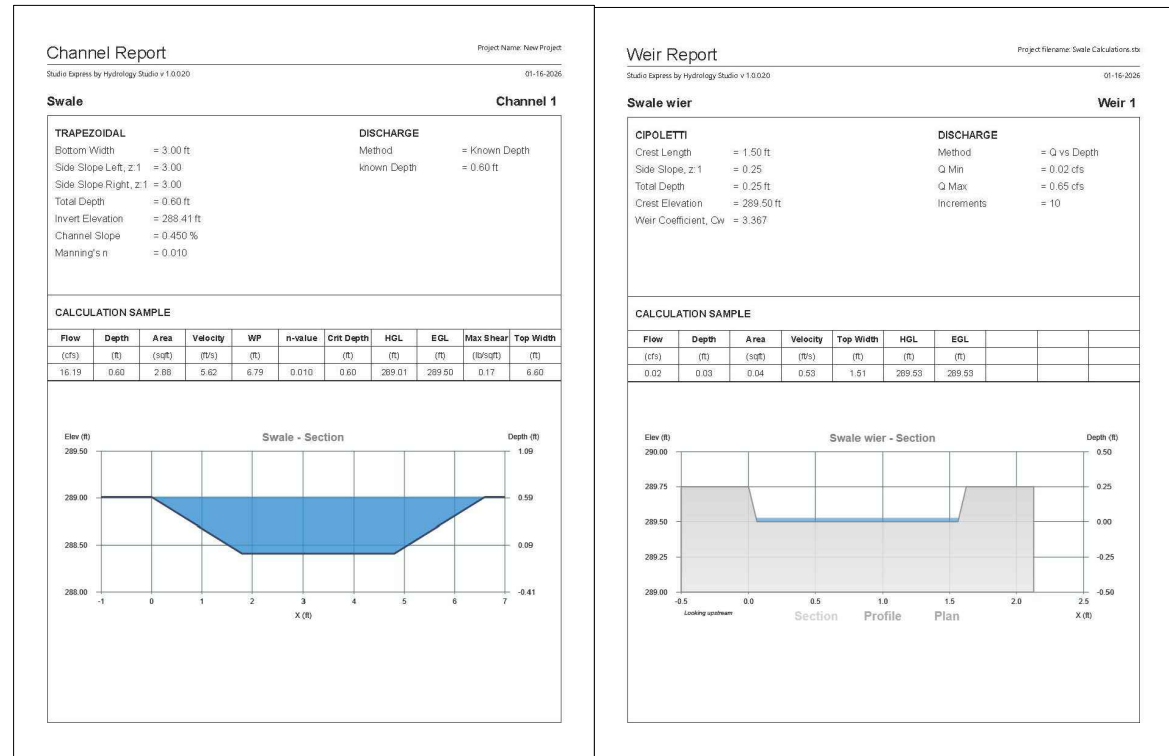 Channel Report
Project Name: New Project
Studio Express by Hydrology Studio v 1.0.0.20
01-16-2026
Swale
Channel 1
TRAPEZOIDAL
DISCHARGE
Bottom Width = 3.00 ft
Method = Known Depth
Side Slope Left, z:1 = 3.00
known Depth = 0.60 ft
Side Slope Right, z:1 = 3.00
Total Depth = 0.60 ft
Invert Elevation = 288.41 ft
Channel Slope = 0.450 %
Manning's n = 0.010
CALCULATION SAMPLE
Flow Depth Area Velocity WP n-value Crit Depth HGL EGL Max Shear Top Width
(cfs) (ft) (sqft) (ft/s) (ft) (ft) (ft) (ft) (lb/sqft) (ft)
16.19 0.60 2.88 5.62 6.79 0.010 0.60 289.01 289.50 0.17 6.60
Elev (ft)
Swale - Section
Depth (ft)
289.50 1.09
289.00 0.59
288.50 0.09
288.00 -0.41
-1 0 1 2 3 4 5 6 7
X (ft)
Weir Report
Project filename: Swale Calculations.stx
Studio Express by Hydrology Studio v 1.0.0.20
01-16-2026
Swale wier
Weir 1
CIPOLETTI
DISCHARGE
Crest Length = 1.50 ft
Method = Q vs Depth
Side Slope, z:1 = 0.25
Q Min = 0.02 cfs
Total Depth = 0.25 ft
Q Max = 0.65 cfs
Crest Elevation = 289.50 ft
Increments = 10
Weir Coefficient, Cw = 3.367
CALCULATION SAMPLE
Flow Depth Area Velocity Top Width HGL EGL
(cfs) (ft) (sqft) (ft/s) (ft) (ft) (ft)
0.02 0.03 0.04 0.53 1.51 289.53 289.53
Elev (ft)
Swale wier - Section
Depth (ft)
290.00 0.50
289.75 0.25
289.50 0.00
289.25 -0.25
289.00 -0.50
-0.5 0.0 0.5 1.0 1.5 2.0 2.5
Looking upstream
X (ft)
Section Profile Plan